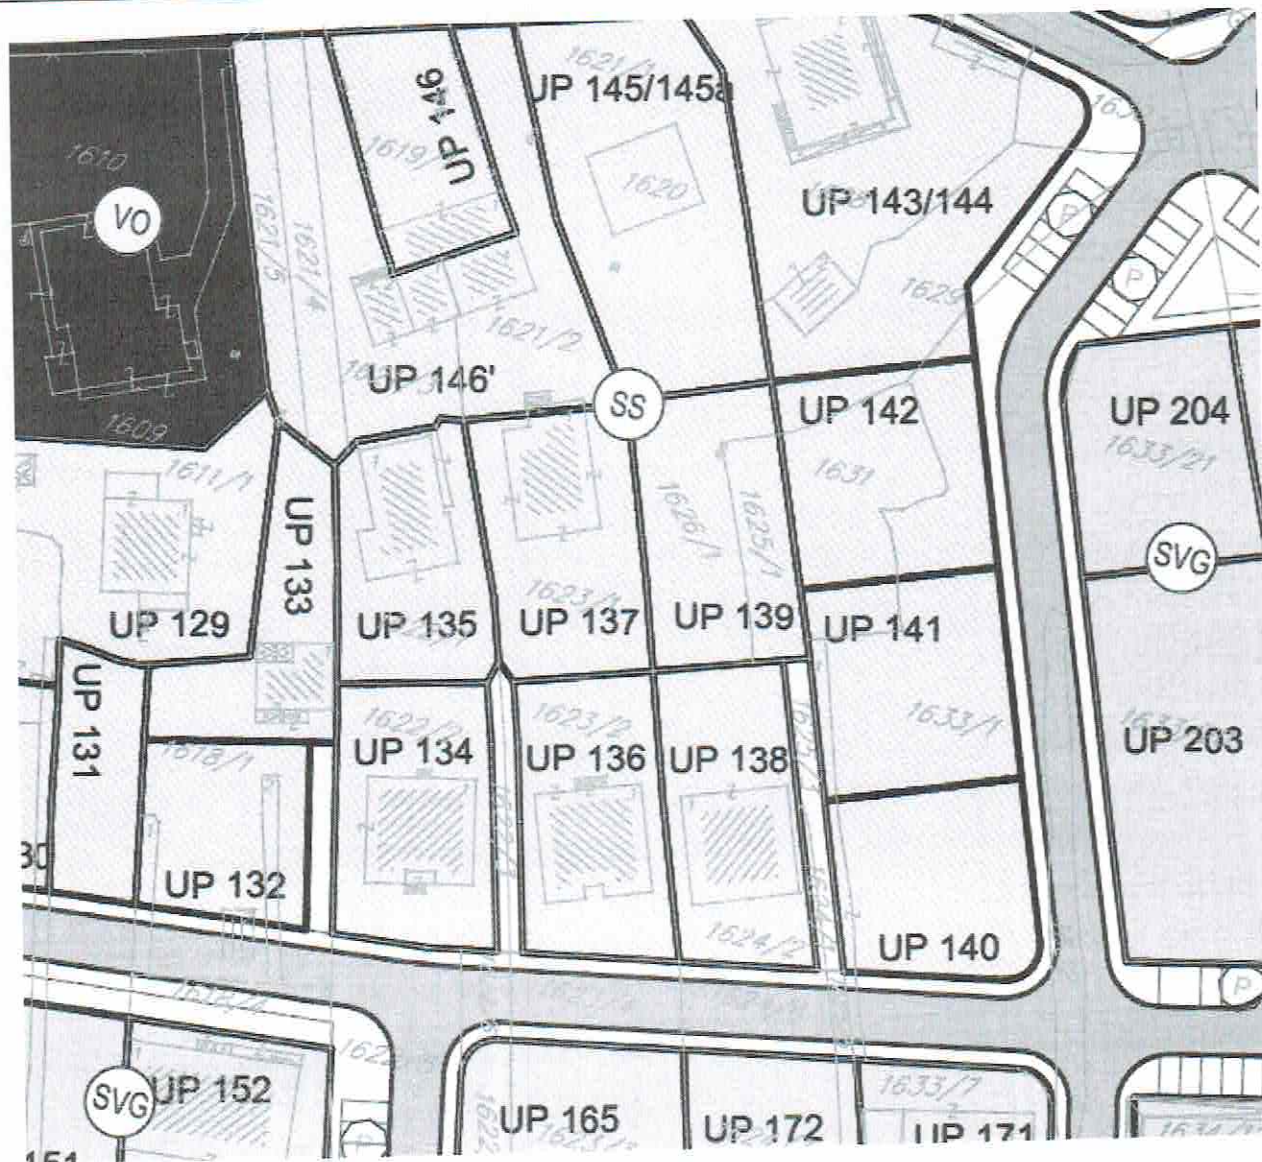 1621/1
UP 145/145a
UP 146
1619
1610
1620
VO
UP 143/144
P
P
1629
1621/5
1621/4
1621/2
UP 146'
SS
UP 142
UP 204
1609
1633/21
1611/1
1631
1626/1
1625/1
UP 133
SVG
1623/1
UP 129
UP 135
UP 137
UP 139
UP 141
UP 131
1622/2
1623/2
1633/1
UP 134
UP 136
UP 138
UP 203
1618/1
UP 132
1624/2
UP 140
P
1618/1
SVG
UP 152
1633/7
UP 165
UP 172
UP 171
1622